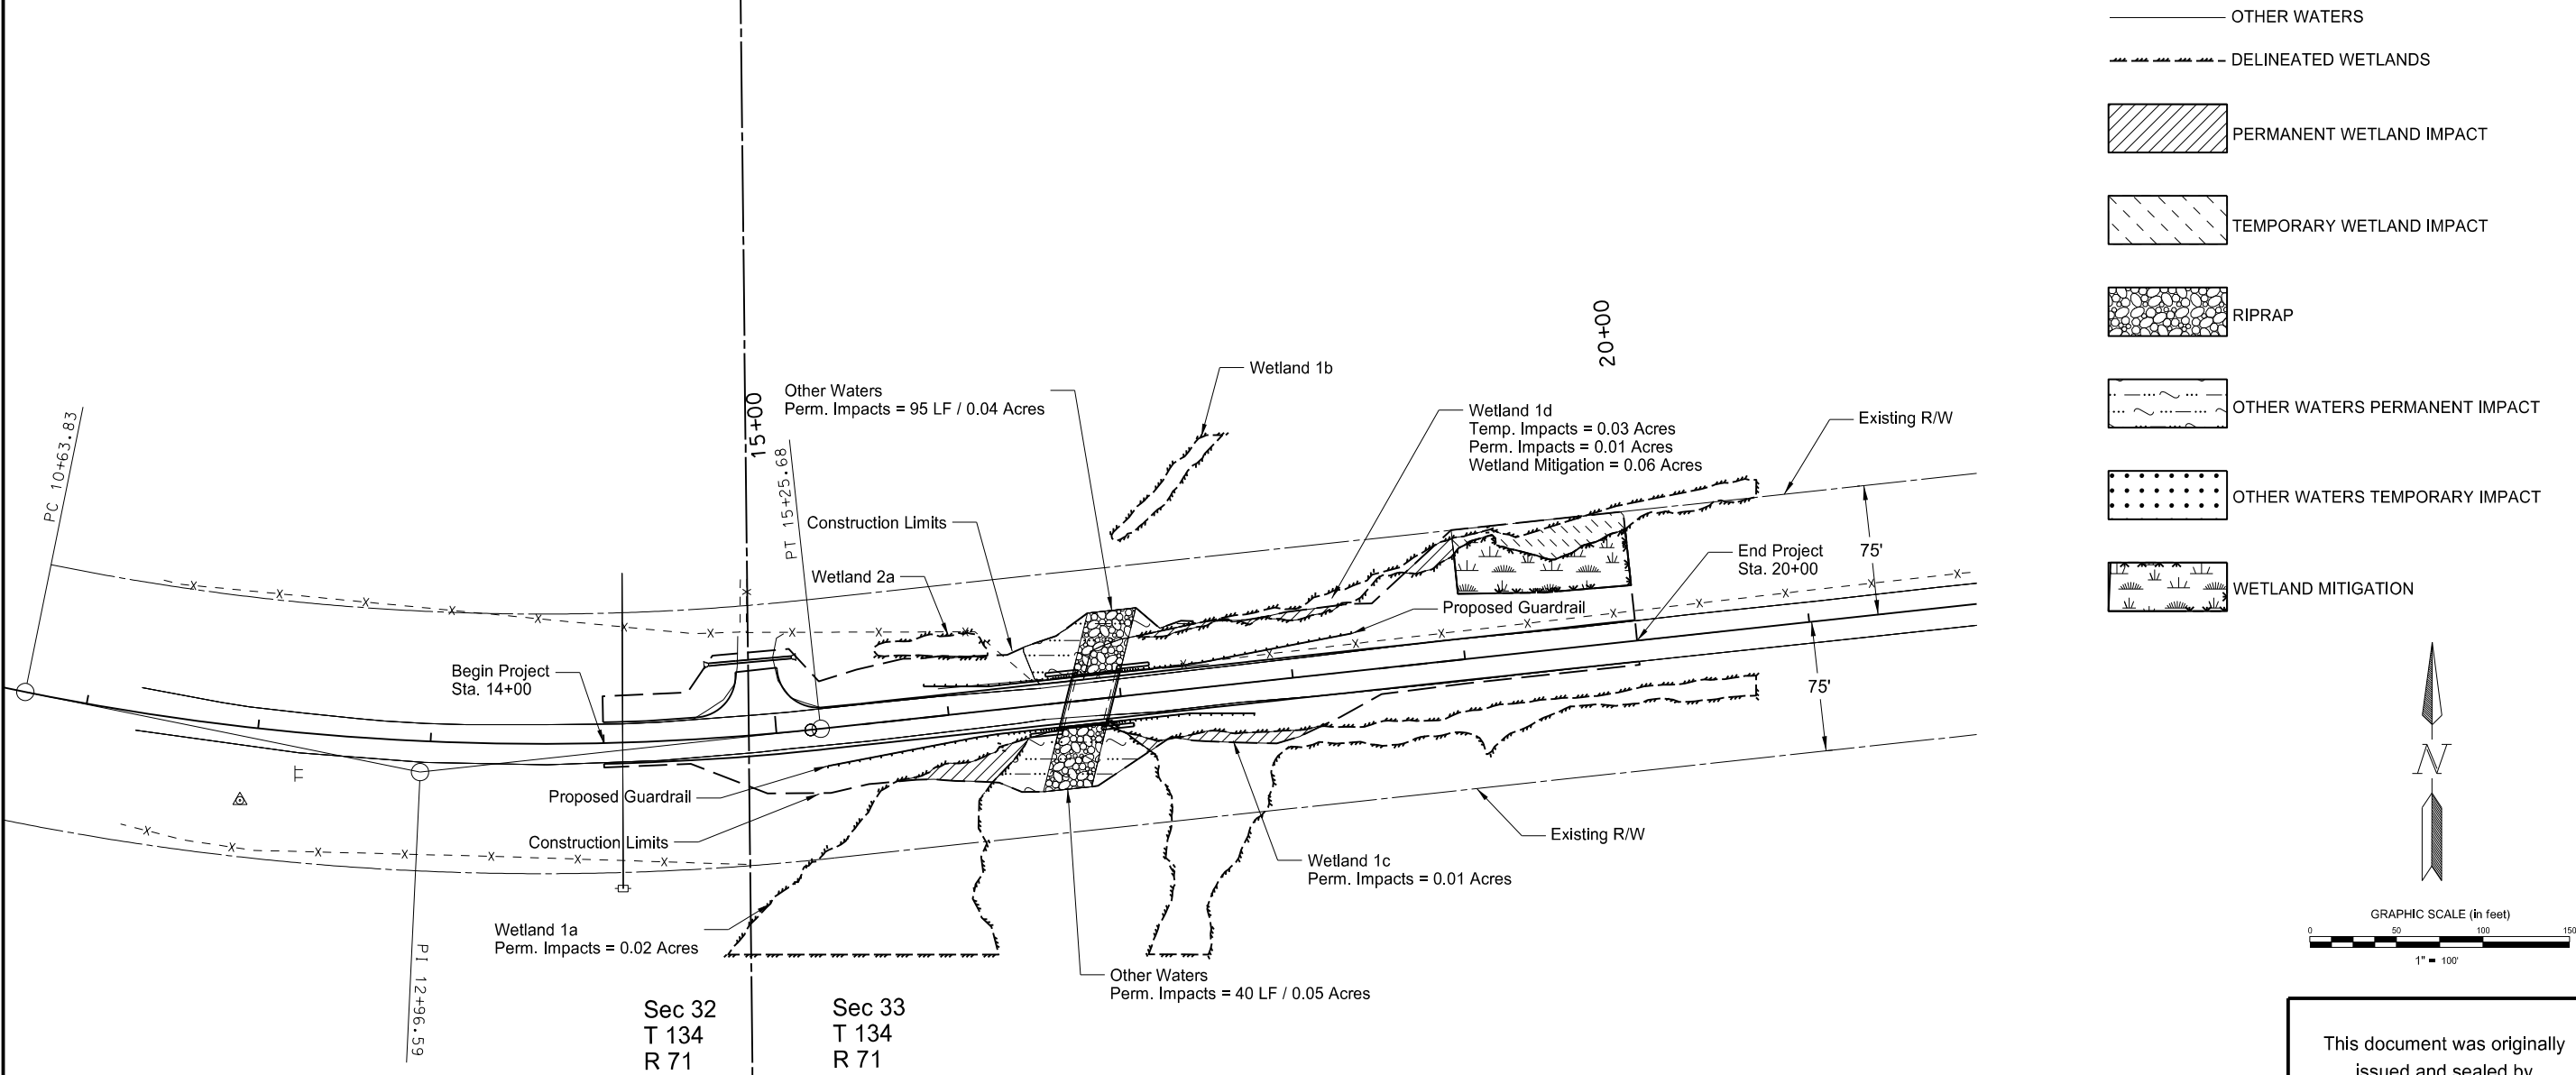 OTHER WATERS
DELINEATED WETLANDS
PERMANENT WETLAND IMPACT
TEMPORARY WETLAND IMPACT
RIPRAP
OTHER WATERS PERMANENT IMPACT
OTHER WATERS TEMPORARY IMPACT
WETLAND MITIGATION
N
GRAPHIC SCALE (in feet)
0 50 100 150
1" = 100'
This document was originally
issued and sealed by
PC 10+63.83
15+00
PT 15+25.68
20+00
Other Waters
Perm. Impacts = 95 LF / 0.04 Acres
Wetland 1b
Wetland 1d
Temp. Impacts = 0.03 Acres
Perm. Impacts = 0.01 Acres
Wetland Mitigation = 0.06 Acres
Existing R/W
Construction Limits
Wetland 2a
End Project
Sta. 20+00
75'
Proposed Guardrail
Begin Project
Sta. 14+00
75'
TT
Proposed Guardrail
Construction Limits
Existing R/W
Wetland 1c
Perm. Impacts = 0.01 Acres
Wetland 1a
Perm. Impacts = 0.02 Acres
PI 12+96.59
Other Waters
Perm. Impacts = 40 LF / 0.05 Acres
Sec 32
T 134
R 71
Sec 33
T 134
R 71